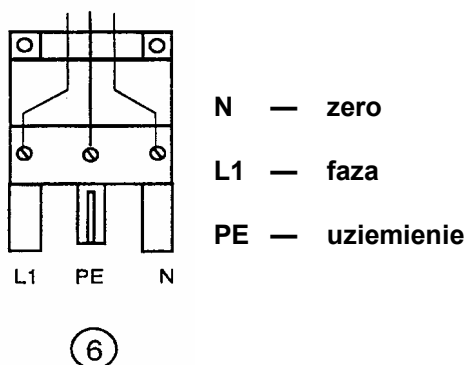 N — zero
L1 — faza
PE — uziemienie
L1 PE N
6